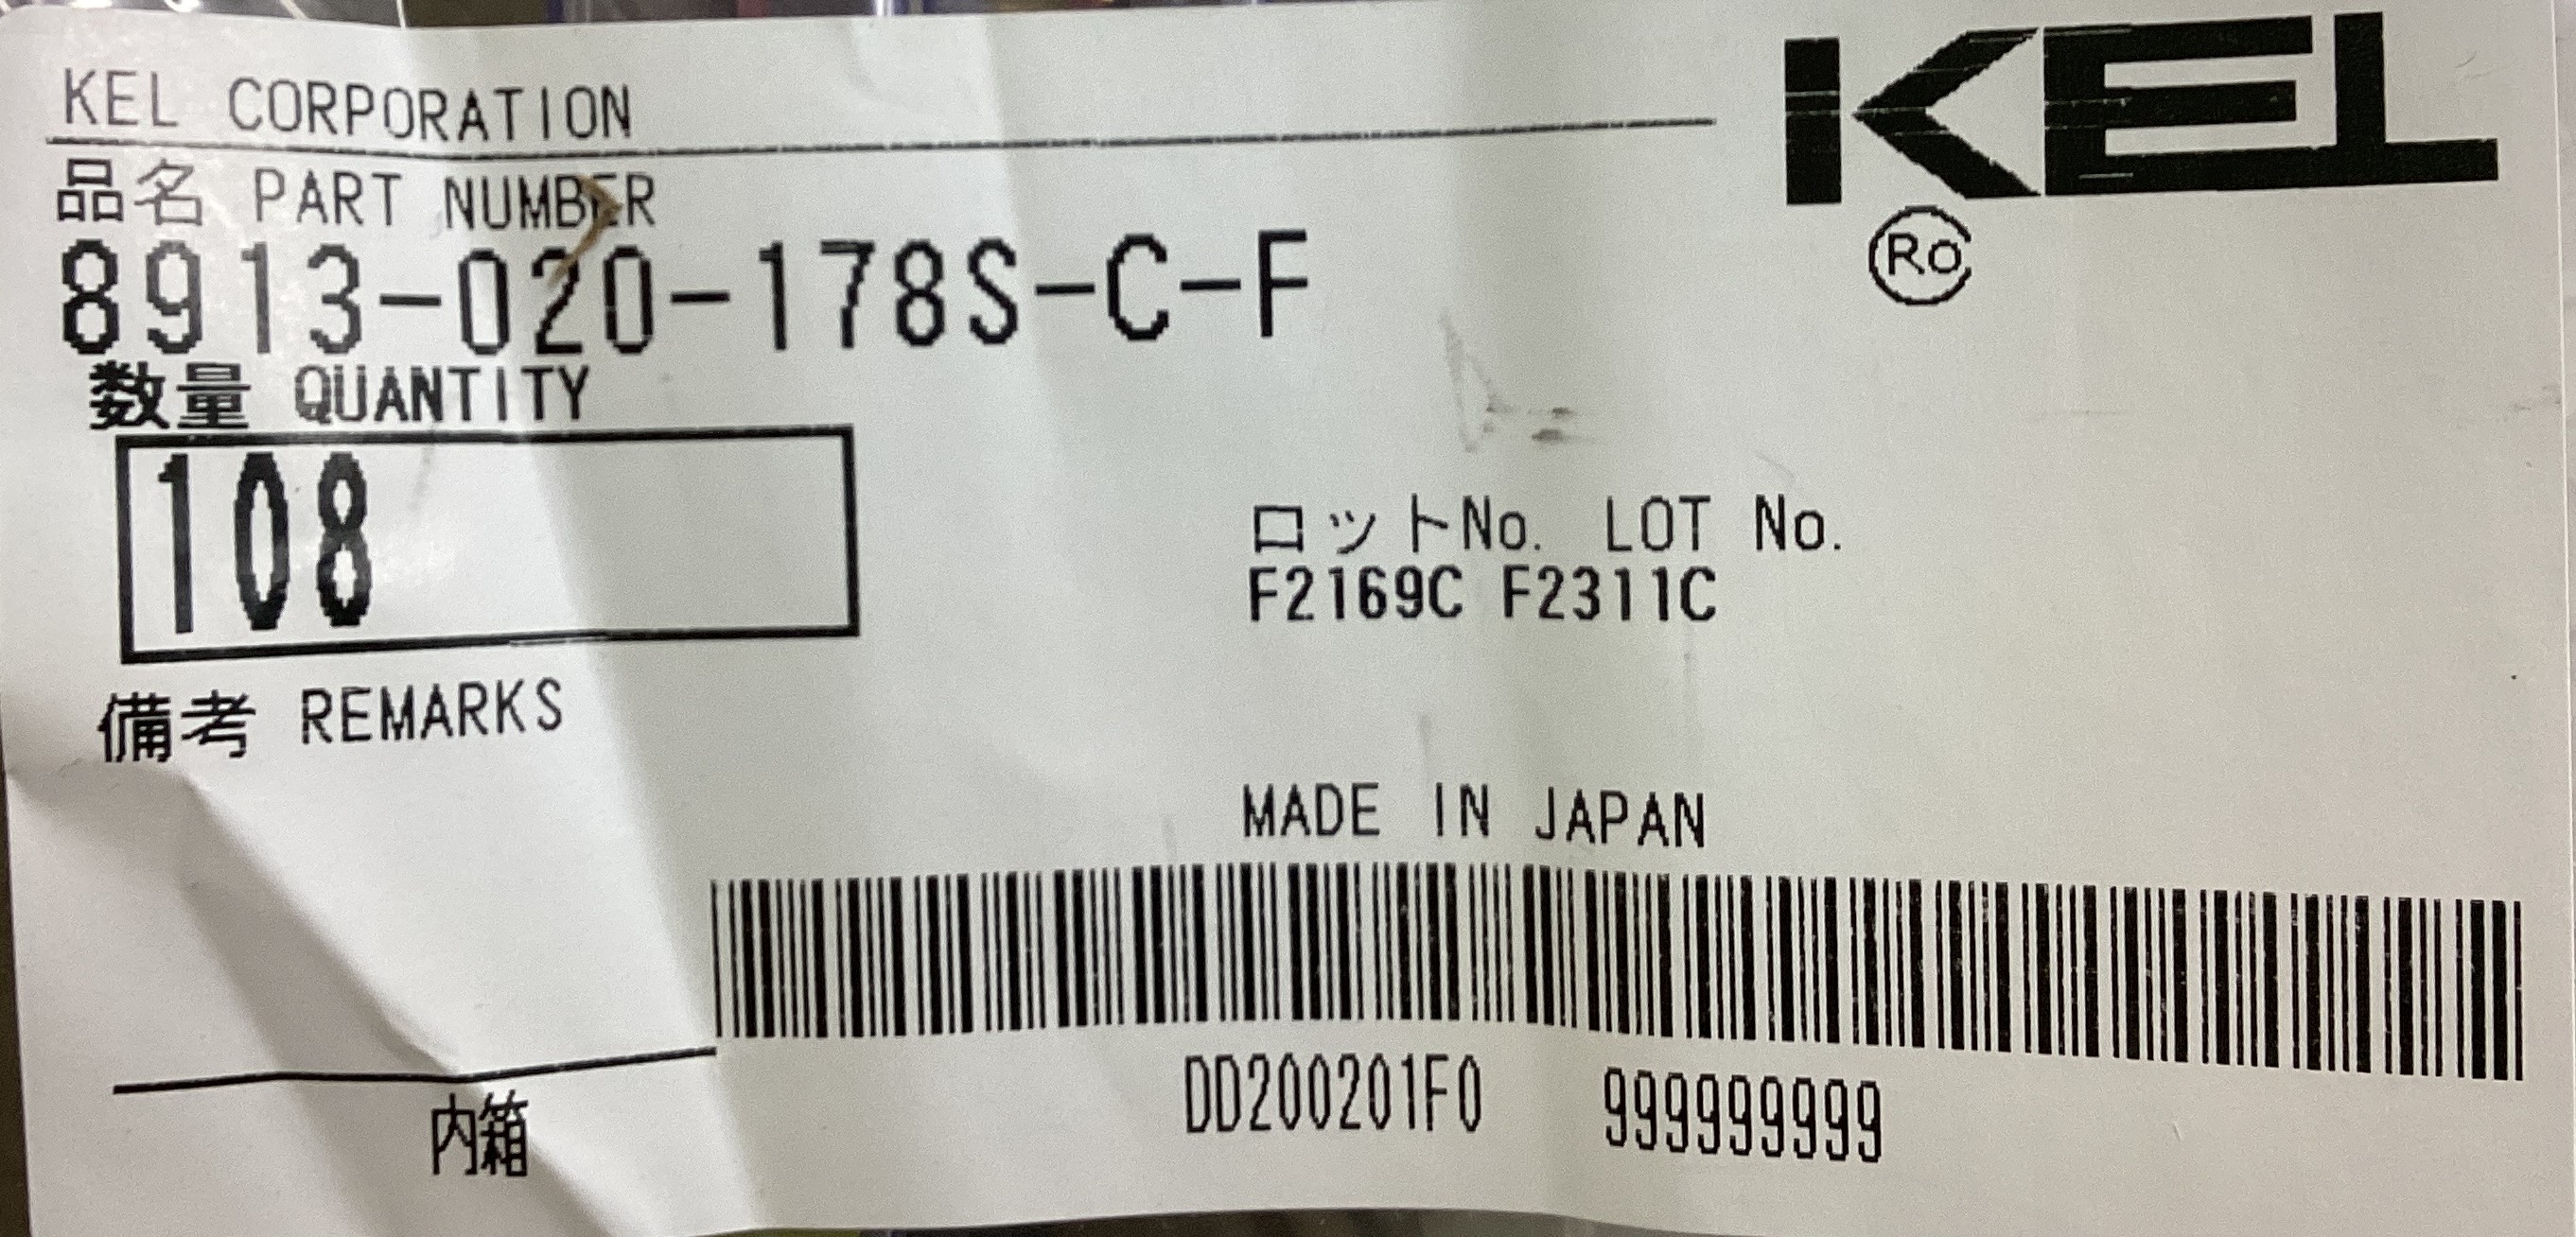 KEL CORPORATION
KEL
品名 PART NUMBER
Ro
8913-020-178S-C-F
数量 QUANTITY
108
ロットNo. LOT No.
F2169C F2311C
備考 REMARKS
MADE IN JAPAN
DD200201F0 999999999
内箱